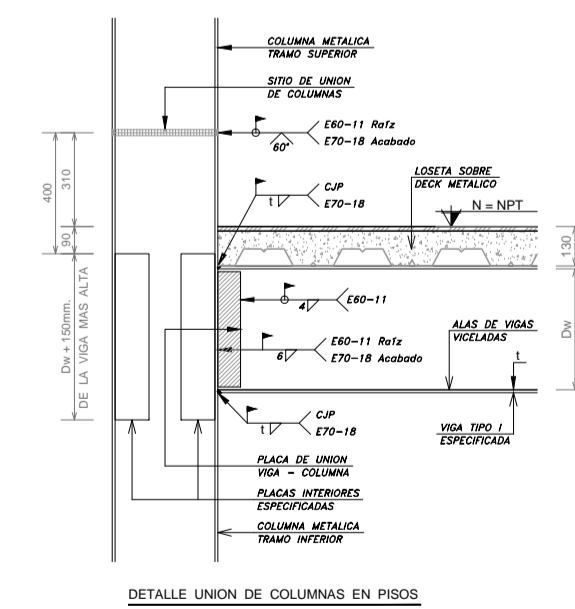 COLUMNA METALICA
TRAMO SUPERIOR
SITIO DE UNION
DE COLUMNAS
E60-11 Raíz
E70-18 Acabado
60°
400
310
90
CJP
E70-18
t
LOSETA SOBRE
DECK METALICO
N = NPT
130
Dw
Dw + 150mm.
DE LA VIGA MAS ALTA
4
E60-11
6
E60-11 Raíz
E70-18 Acabado
ALAS DE VIGAS
VICELADAS
t
CJP
E70-18
t
VIGA TIPO I
ESPECIFICADA
PLACA DE UNION
VIGA - COLUMNA
PLACAS INTERIORES
ESPECIFICADAS
COLUMNA METALICA
TRAMO INFERIOR
DETALLE UNION DE COLUMNAS EN PISOS